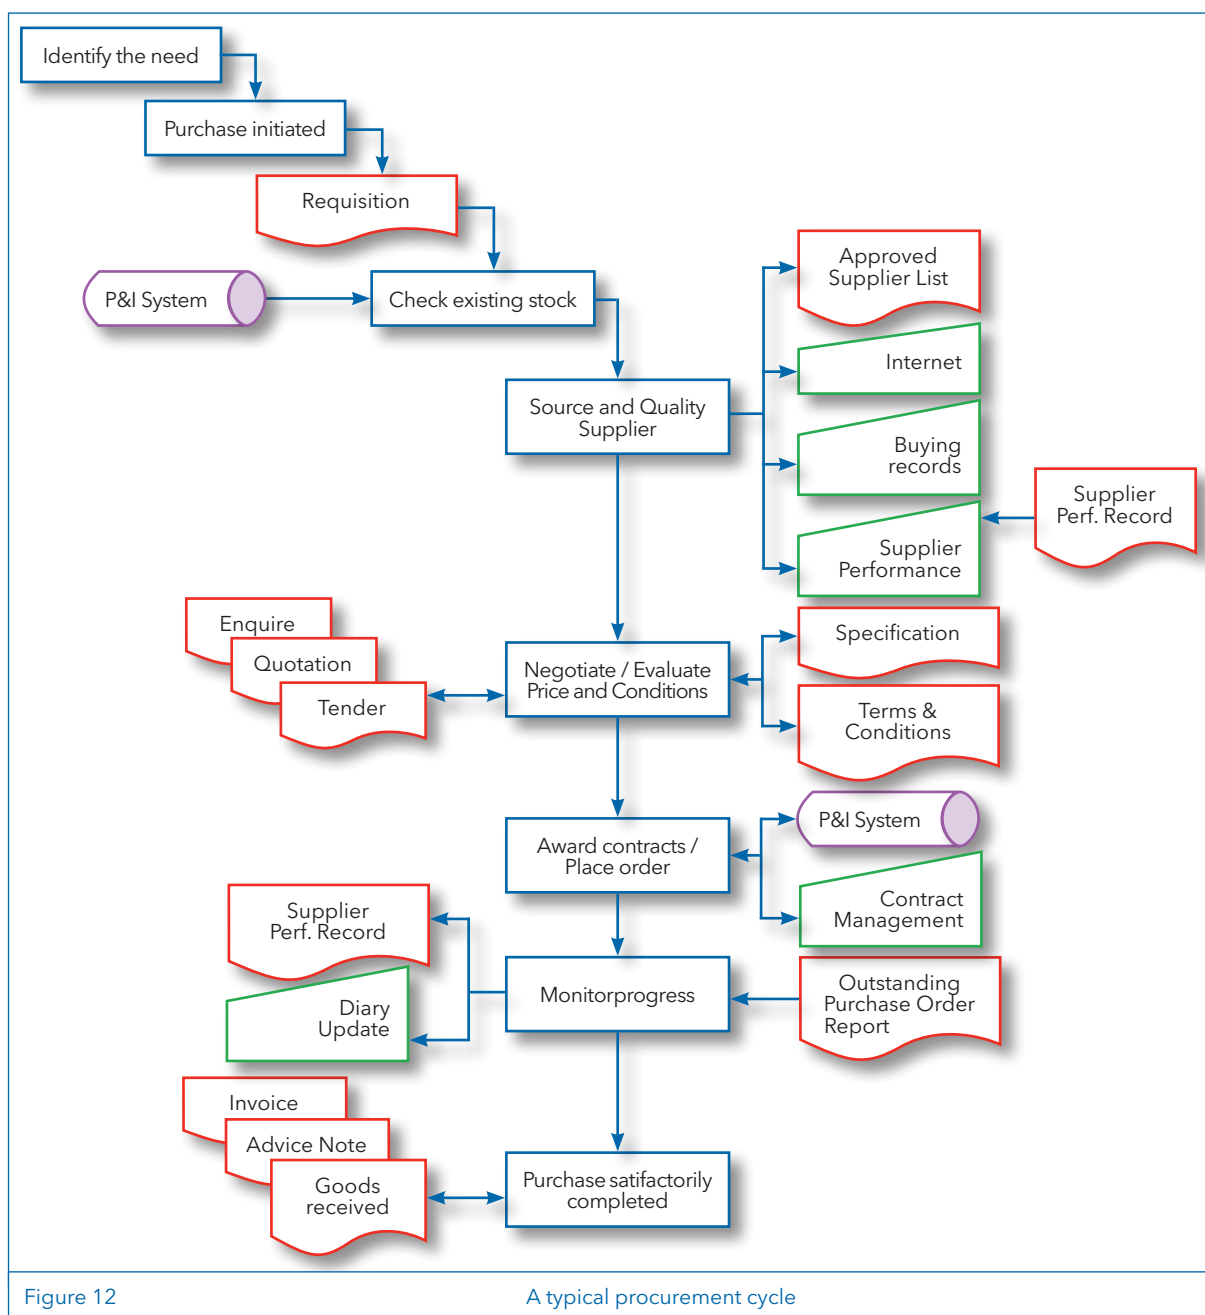 Identify the need
Purchase initiated
Requisition
P&I System
Check existing stock
Approved
Supplier List
Internet
Source and Quality
Supplier
Buying
records
Supplier
Perf. Record
Supplier
Performance
Enquire
Quotation
Tender
Negotiate / Evaluate
Price and Conditions
Specification
Terms &
Conditions
P&I System
Award contracts /
Place order
Contract
Management
Supplier
Perf. Record
Diary
Update
Monitorprogress
Outstanding
Purchase Order
Report
Invoice
Advice Note
Goods
received
Purchase satifactorily
completed
Figure 12
A typical procurement cycle